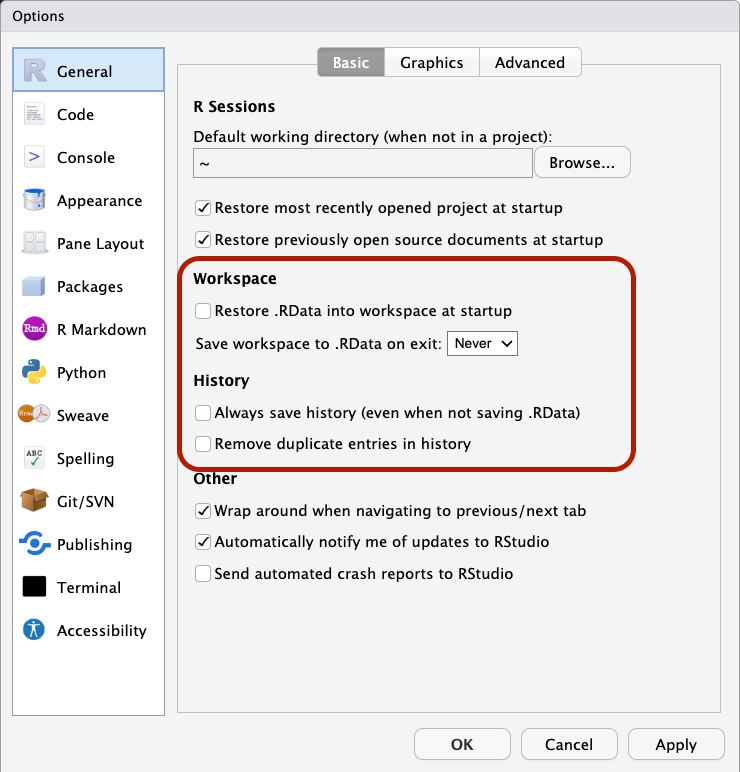 Options
General
Code
Console
Appearance
Pane Layout
Packages
Rmd
R Markdown
Python
Rnw
Sweave
ABC
Spelling
Git/SVN
Publishing
Terminal
Accessibility
Basic Graphics Advanced
R Sessions
Default working directory (when not in a project):
~ Browse...
Restore most recently opened project at startup
Restore previously open source documents at startup
Workspace
Restore .RData into workspace at startup
Save workspace to .RData on exit: Never
History
Always save history (even when not saving .RData)
Remove duplicate entries in history
Other
Wrap around when navigating to previous/next tab
Automatically notify me of updates to RStudio
Send automated crash reports to RStudio
OK Cancel Apply